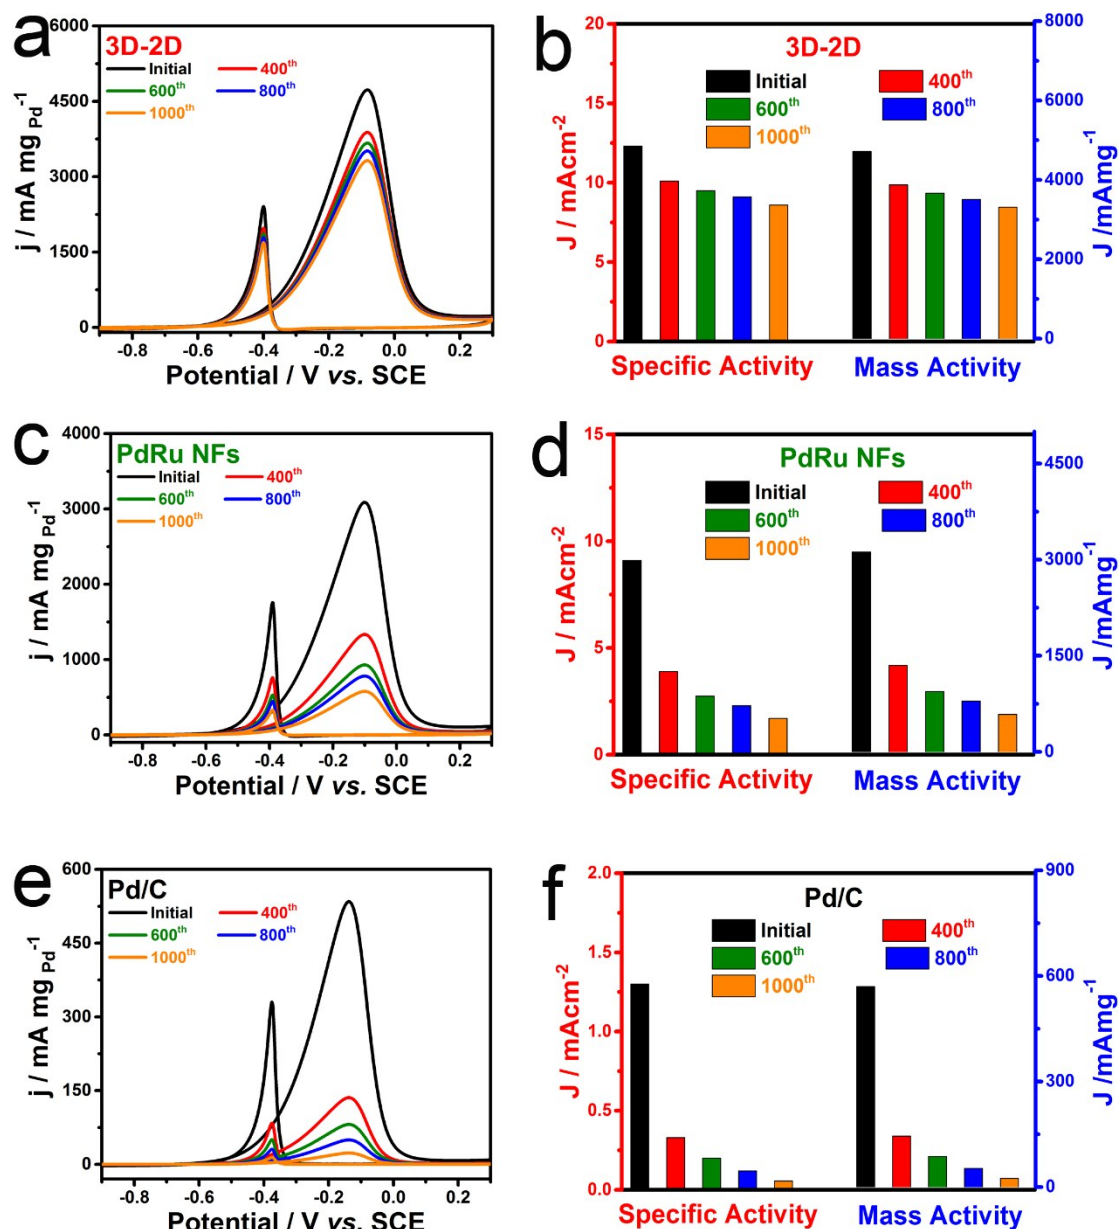 a
3D-2D
Initial
400th
600th
800th
1000th
6000
4500
3000
1500
0
j / mA mg Pd-1
-0.8
-0.6
-0.4
-0.2
0.0
0.2
Potential / V vs. SCE
b
3D-2D
Initial
400th
600th
800th
1000th
20
15
10
5
0
J / mAcm-2
8000
6000
4000
2000
0
J /mAmg-1
Specific Activity
Mass Activity
c
PdRu NFs
Initial
400th
600th
800th
1000th
4000
3000
2000
1000
0
j / mA mg Pd-1
-0.8
-0.6
-0.4
-0.2
0.0
0.2
Potential / V vs. SCE
d
PdRu NFs
Initial
400th
600th
800th
1000th
15
10
5
0
J / mAcm-2
4500
3000
1500
0
J /mAmg-1
Specific Activity
Mass Activity
e
Pd/C
Initial
400th
600th
800th
1000th
600
450
300
150
0
j / mA mg Pd-1
-0.8
-0.6
-0.4
-0.2
0.0
0.2
Potential / V vs. SCE
f
Pd/C
Initial
400th
600th
800th
1000th
2.0
1.5
1.0
0.5
0.0
J / mAcm-2
900
600
300
0
J /mAmg-1
Specific Activity
Mass Activity